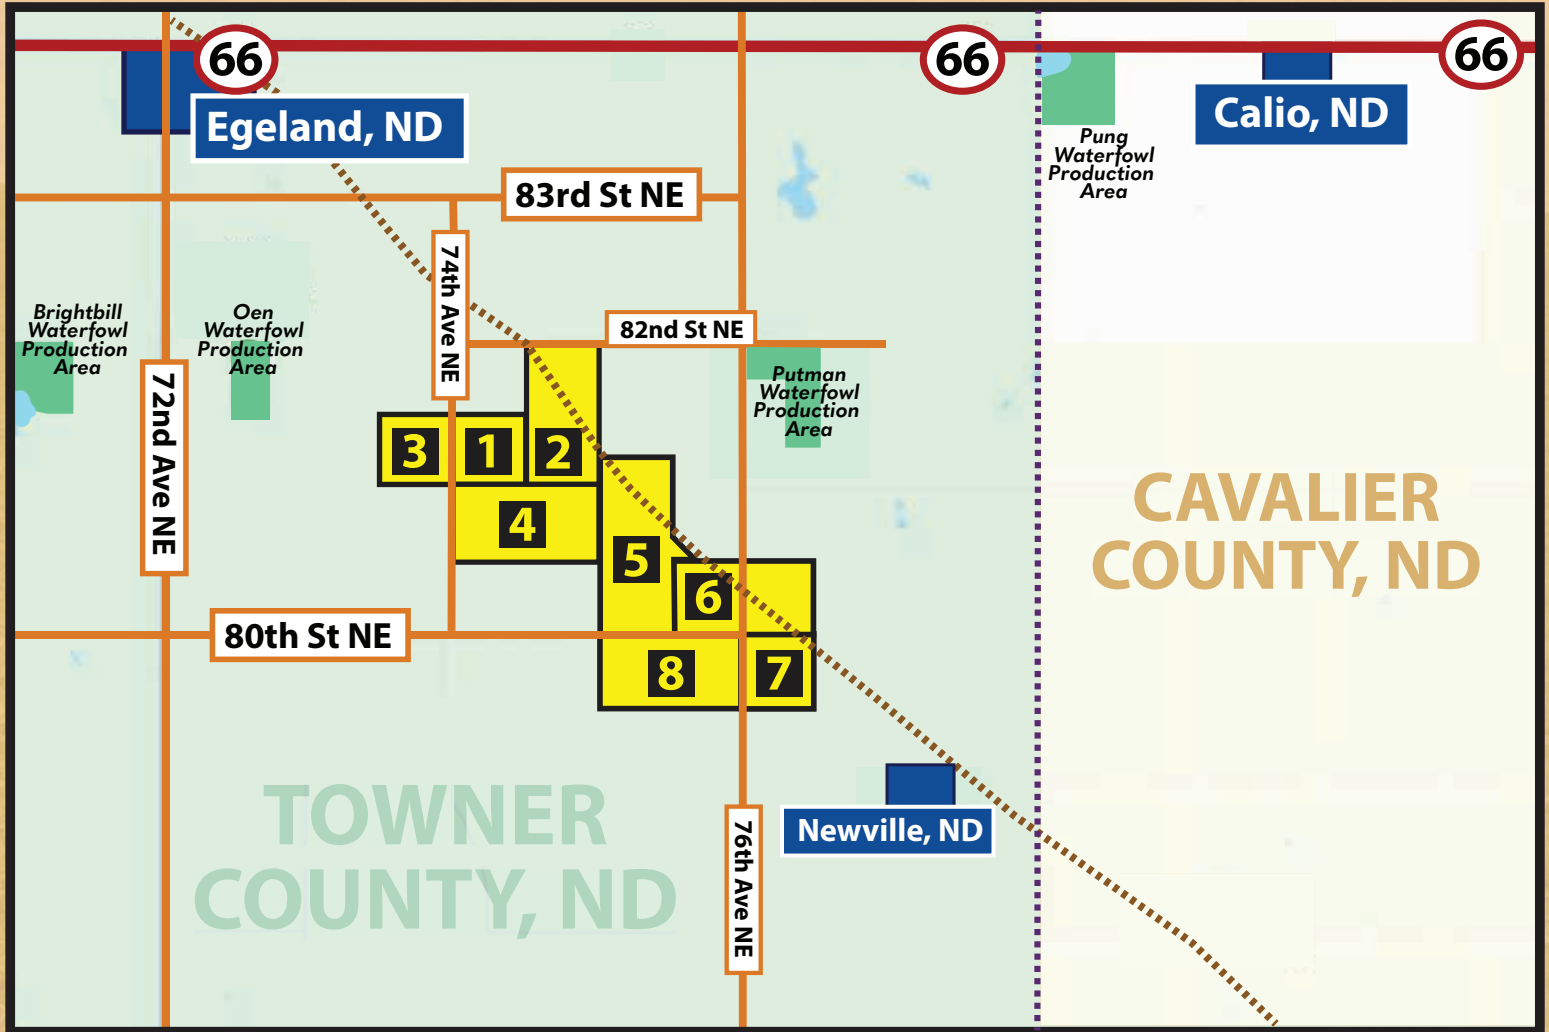 66
66
66
Egeland, ND
Calio, ND
Pung
Waterfowl
Production
Area
83rd St NE
74th Ave NE
Brightbill
Waterfowl
Production
Area
Oen
Waterfowl
Production
Area
82nd St NE
72nd Ave NE
Putman
Waterfowl
Production
Area
3
1
2
4
5
6
CAVALIER
COUNTY, ND
80th St NE
8
7
TOWNER
COUNTY, ND
Newville, ND
76th Ave NE